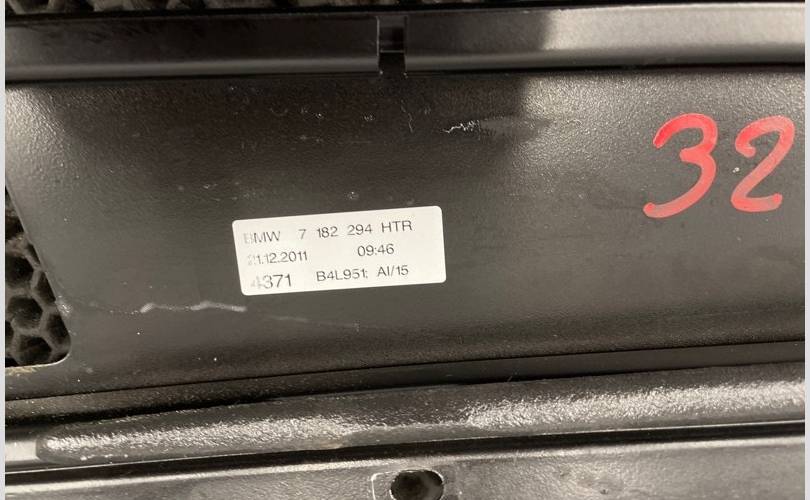 BMW 7 182 294 HTR
21.12.2011 09:46
4371 B4L951; AI/15
32